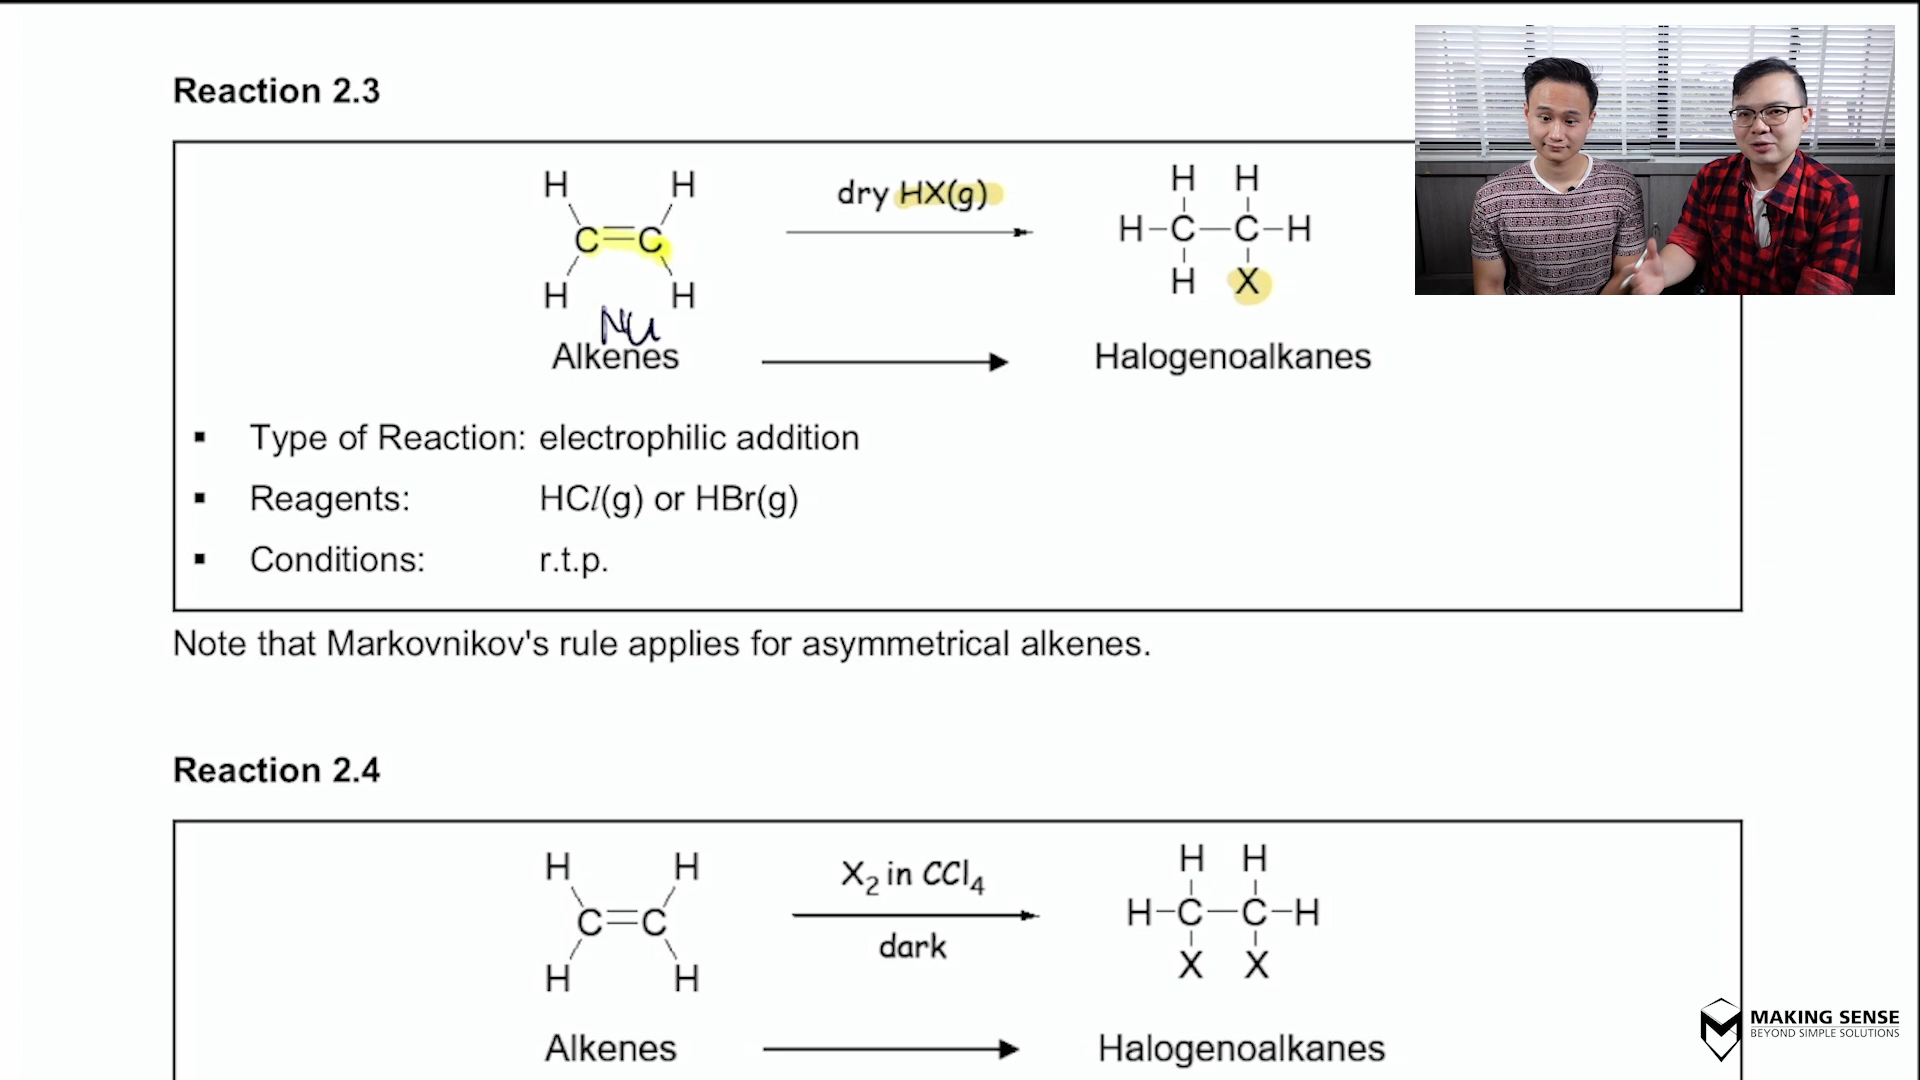 Reaction 2.3
H H
C=C
H H
dry HX(g)
H H
H-C-C-H
H X
Nu
Alkenes
Halogenoalkanes
▪ Type of Reaction: electrophilic addition
▪ Reagents: HCl(g) or HBr(g)
▪ Conditions: r.t.p.
Note that Markovnikov's rule applies for asymmetrical alkenes.
Reaction 2.4
H H
C=C
H H
X₂ in CCl₄
dark
H H
H-C-C-H
X X
Alkenes
Halogenoalkanes
MAKING SENSE
BEYOND SIMPLE SOLUTIONS